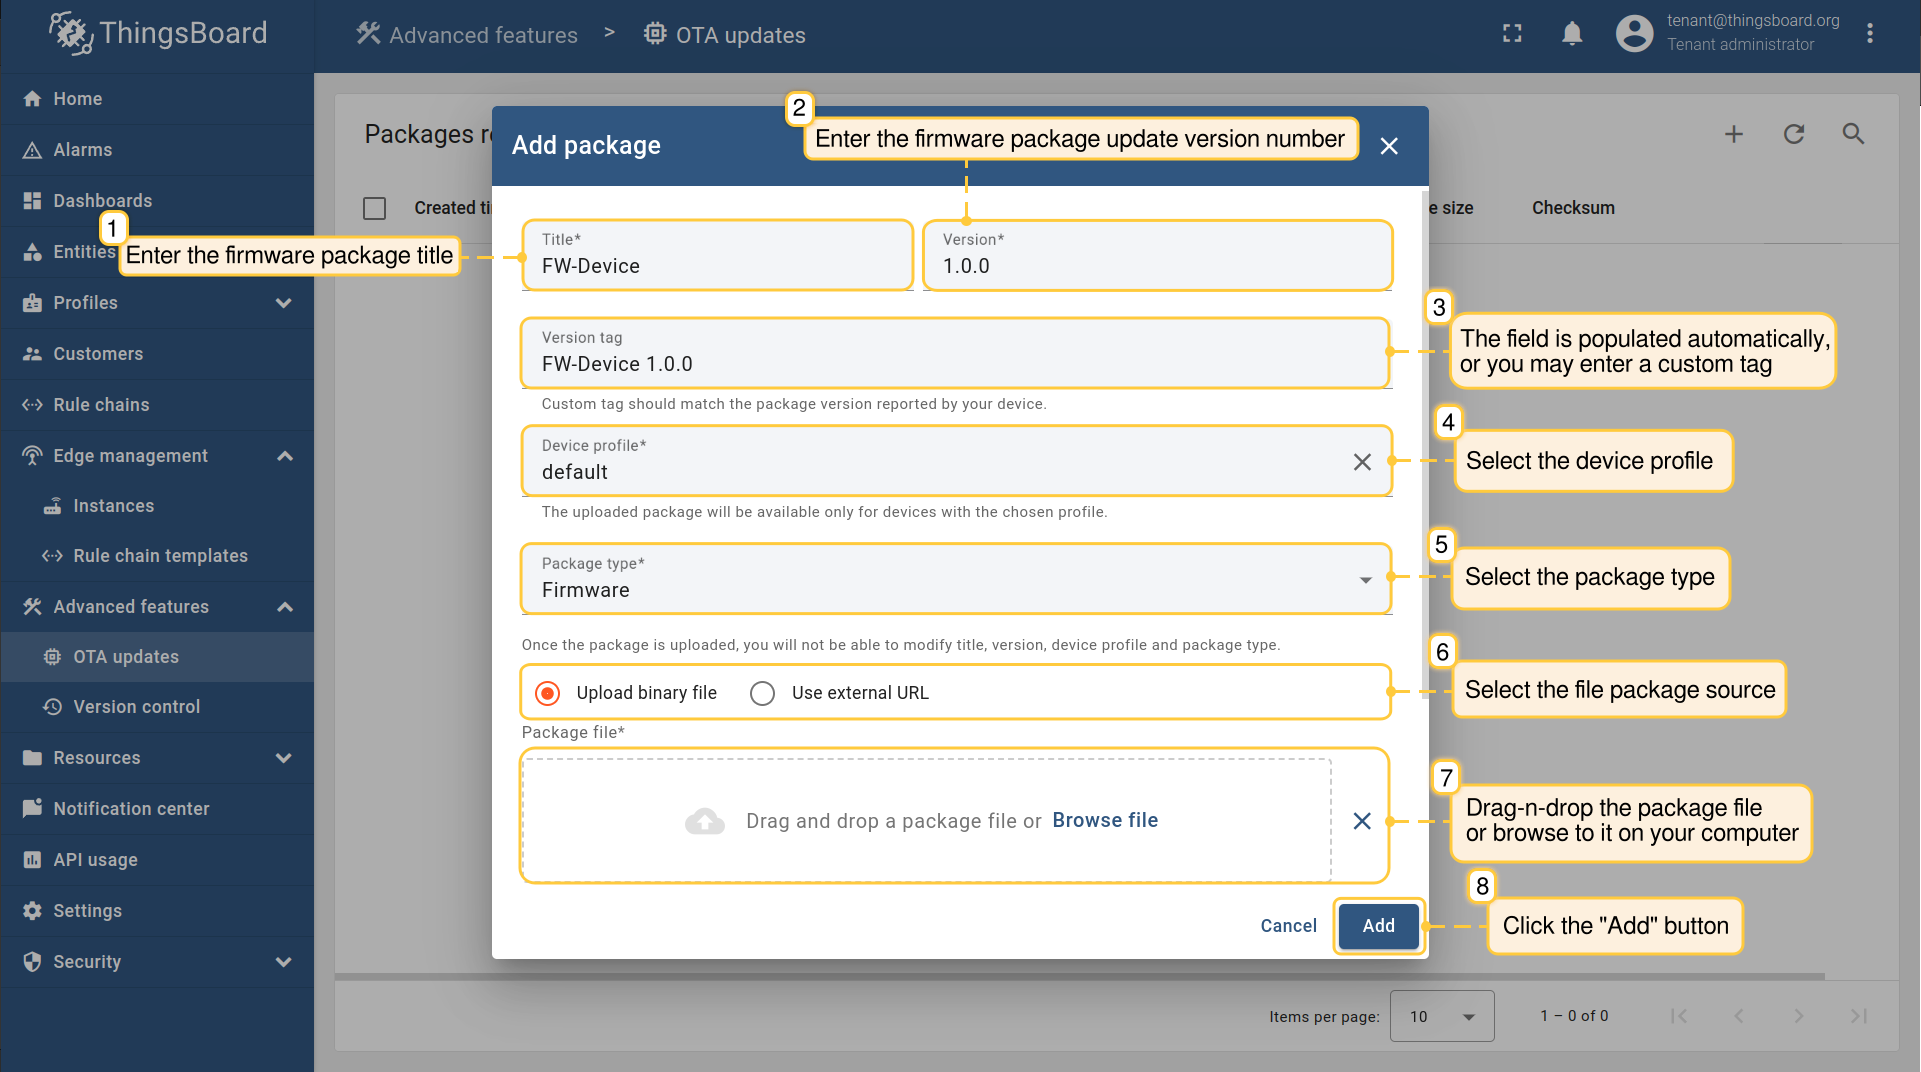 ThingsBoard
Advanced features > OTA updates
tenant@thingsboard.org
Tenant administrator
Home
Alarms
Dashboards
Entities
Profiles
Customers
Rule chains
Edge management
Instances
Rule chain templates
Advanced features
OTA updates
Version control
Resources
Notification center
API usage
Settings
Security
Packages re
Created ti
e size
Checksum
Add package
1
Enter the firmware package title
2
Enter the firmware package update version number
Title*
FW-Device
Version*
1.0.0
Version tag
FW-Device 1.0.0
Custom tag should match the package version reported by your device.
3
The field is populated automatically,
or you may enter a custom tag
Device profile*
default
The uploaded package will be available only for devices with the chosen profile.
4
Select the device profile
Package type*
Firmware
5
Select the package type
Once the package is uploaded, you will not be able to modify title, version, device profile and package type.
Upload binary file
Use external URL
6
Select the file package source
Package file*
Drag and drop a package file or Browse file
7
Drag-n-drop the package file
or browse to it on your computer
Cancel
Add
8
Click the "Add" button
Items per page:
10
1 – 0 of 0